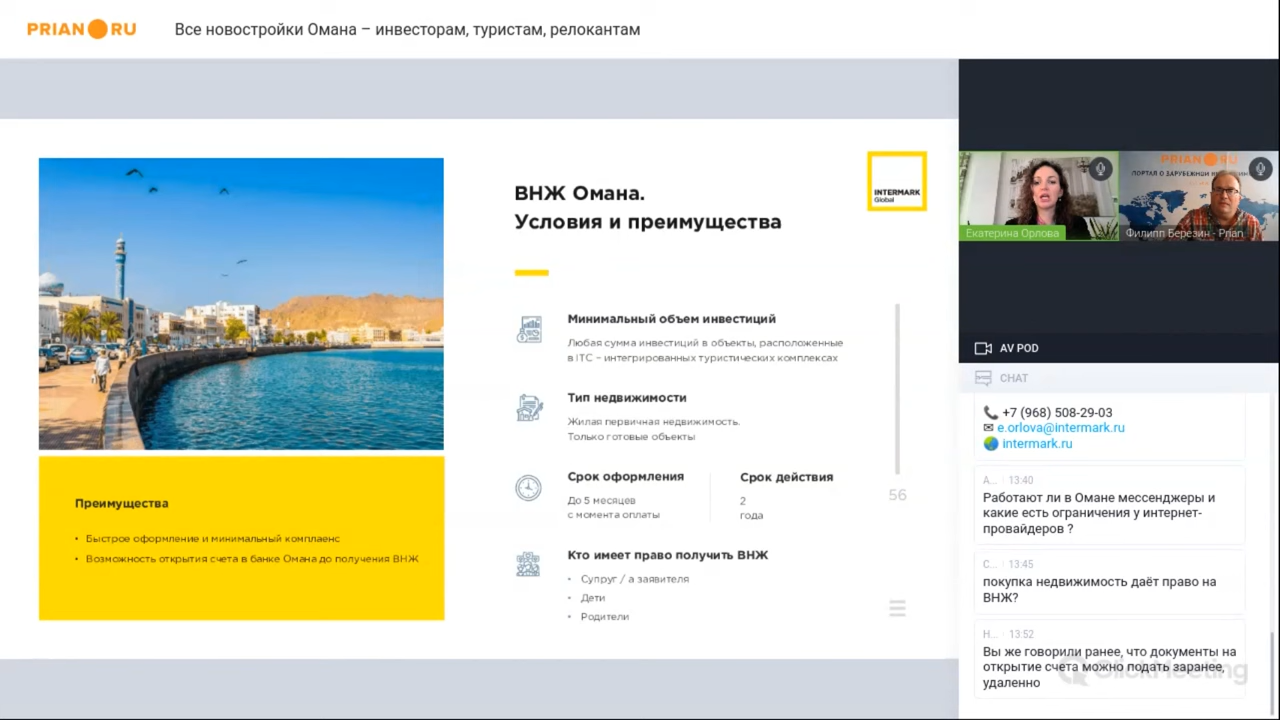 PRIAN RU
Все новостройки Омана – инвесторам, туристам, релокантам
ВНЖ Омана.
Условия и преимущества
INTERMARK
Global
Минимальный объем инвестиций
Любая сумма инвестиций в объекты, расположенные
в ITC – интегрированных туристических комплексах
Тип недвижимости
Жилая первичная недвижимость.
Только готовые объекты
Срок оформления
До 5 месяцев
с момента оплаты
Срок действия
2
года
56
Кто имеет право получить ВНЖ
• Супруг / а заявителя
• Дети
• Родители
Преимущества
• Быстрое оформление и минимальный комплаенс
• Возможность открытия счета в банке Омана до получения ВНЖ
PRIAN RU
ПОРТАЛ О ЗАРУБЕЖНОЙ
Екатерина Орлова
Филипп Березин - Prian
AV POD
CHAT
+7 (968) 508-29-03
e.orlova@intermark.ru
intermark.ru
А... 13:40
Работают ли в Омане мессенджеры и
какие есть ограничения у интернет-
провайдеров ?
С... 13:45
покупка недвижимость даёт право на
ВНЖ?
Н... 13:52
Вы же говорили ранее, что документы на
открытие счета можно подать заранее,
удаленно
ClickMeeting